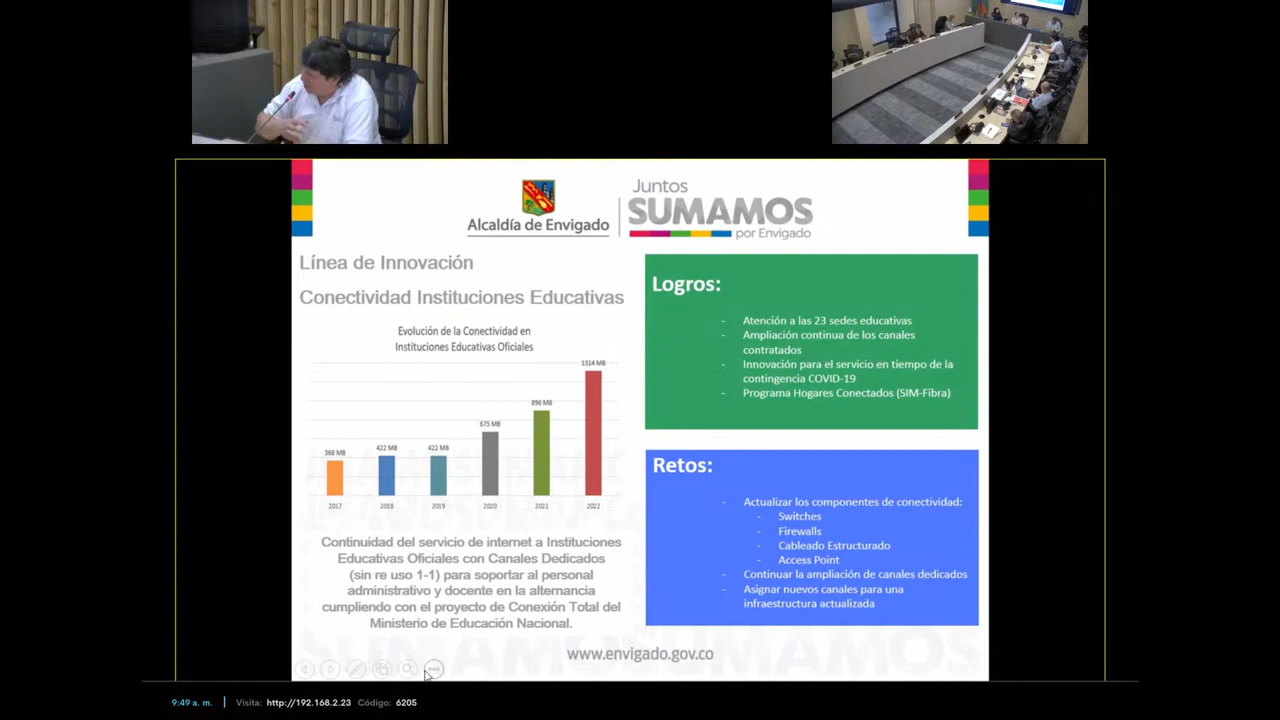 Alcaldía de Envigado
Juntos
SUMAMOS
por Envigado
Línea de Innovación
Conectividad Instituciones Educativas
Evolución de la Conectividad en
Instituciones Educativas Oficiales
368 MB
422 MB
422 MB
675 MB
896 MB
1314 MB
2017
2018
2019
2020
2021
2022
Continuidad del servicio de internet a Instituciones
Educativas Oficiales con Canales Dedicados
(sin re uso 1-1) para soportar al personal
administrativo y docente en la alternancia
cumpliendo con el proyecto de Conexión Total del
Ministerio de Educación Nacional.
Logros:
- Atención a las 23 sedes educativas
- Ampliación continua de los canales
contratados
- Innovación para el servicio en tiempo de la
contingencia COVID-19
- Programa Hogares Conectados (SIM-Fibra)
Retos:
- Actualizar los componentes de conectividad:
- Switches
- Firewalls
- Cableado Estructurado
- Access Point
- Continuar la ampliación de canales dedicados
- Asignar nuevos canales para una
infraestructura actualizada
www.envigado.gov.co
9:49 a. m. | Visita: http://192.168.2.23 Código: 6205